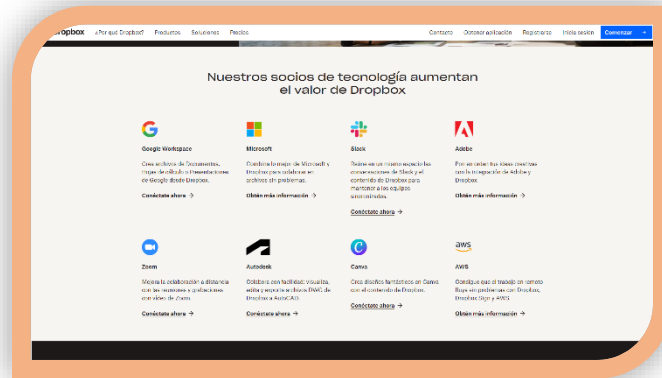 opbox ¿Por qué Dropbox? Productos Soluciones Precios Contacto Obtener aplicación Registrarse Inicia sesión Comenzar →
Nuestros socios de tecnología aumentan
el valor de Dropbox
Google Workspace
Crea archivos de Documentos,
Hojas de cálculo o Presentaciones
de Google desde Dropbox.
Conéctate ahora →
Microsoft
Combina lo mejor de Microsoft y
Dropbox para colaborar en
archivos sin problemas.
Obtén más información →
Slack
Reúne en un mismo espacio las
conversaciones de Slack y el
contenido de Dropbox para
mantener a los equipos
sincronizados.
Conéctate ahora →
Adobe
Pon en acción tus ideas creativas
con la integración de Adobe y
Dropbox.
Obtén más información →
Zoom
Mejora la colaboración a distancia
con las reuniones y grabaciones
con vídeo de Zoom.
Conéctate ahora →
Autodesk
Colabora con facilidad: visualiza,
edita y exporta archivos DWG de
Dropbox a AutoCAD.
Conéctate ahora →
Canva
Crea diseños fantásticos en Canva
con el contenido de Dropbox.
Conéctate ahora →
aws
AWS
Consigue que el trabajo en remoto
fluya sin problemas con Dropbox,
Dropbox Sign y AWS.
Obtén más información →